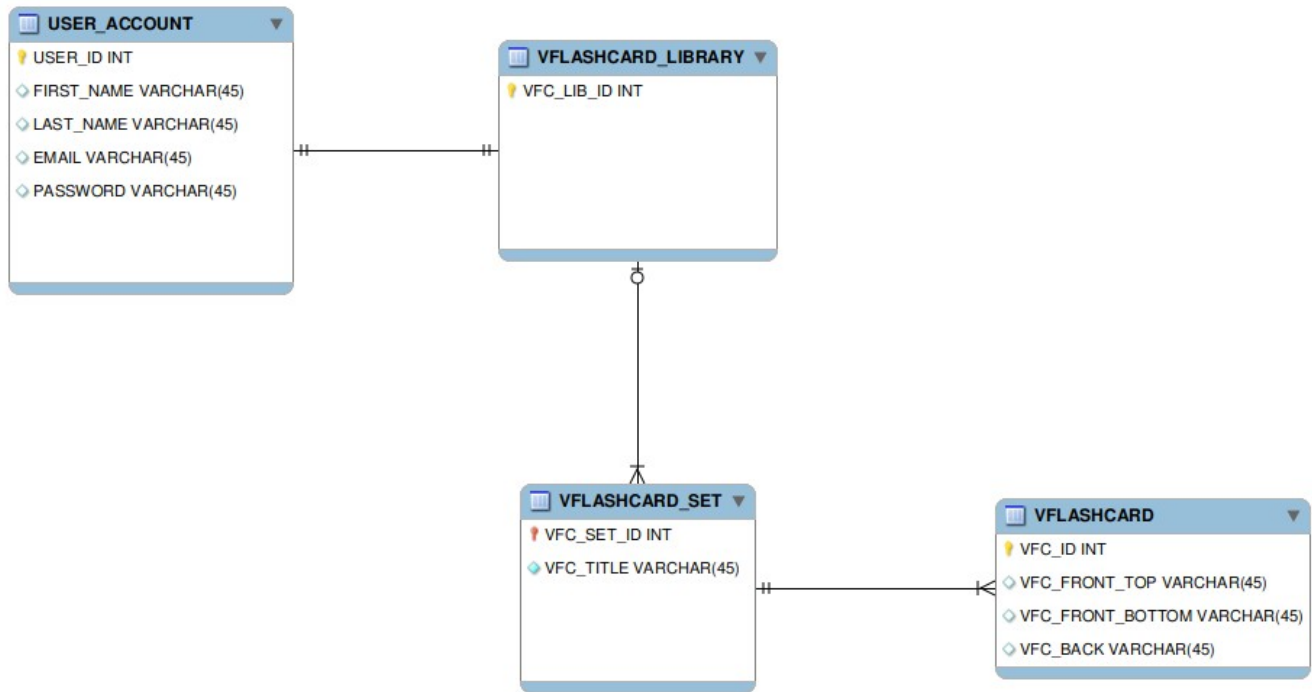 USER_ACCOUNT
USER_ID INT
FIRST_NAME VARCHAR(45)
LAST_NAME VARCHAR(45)
EMAIL VARCHAR(45)
PASSWORD VARCHAR(45)
VFLASHCARD_LIBRARY
VFC_LIB_ID INT
VFLASHCARD_SET
VFC_SET_ID INT
VFC_TITLE VARCHAR(45)
VFLASHCARD
VFC_ID INT
VFC_FRONT_TOP VARCHAR(45)
VFC_FRONT_BOTTOM VARCHAR(45)
VFC_BACK VARCHAR(45)